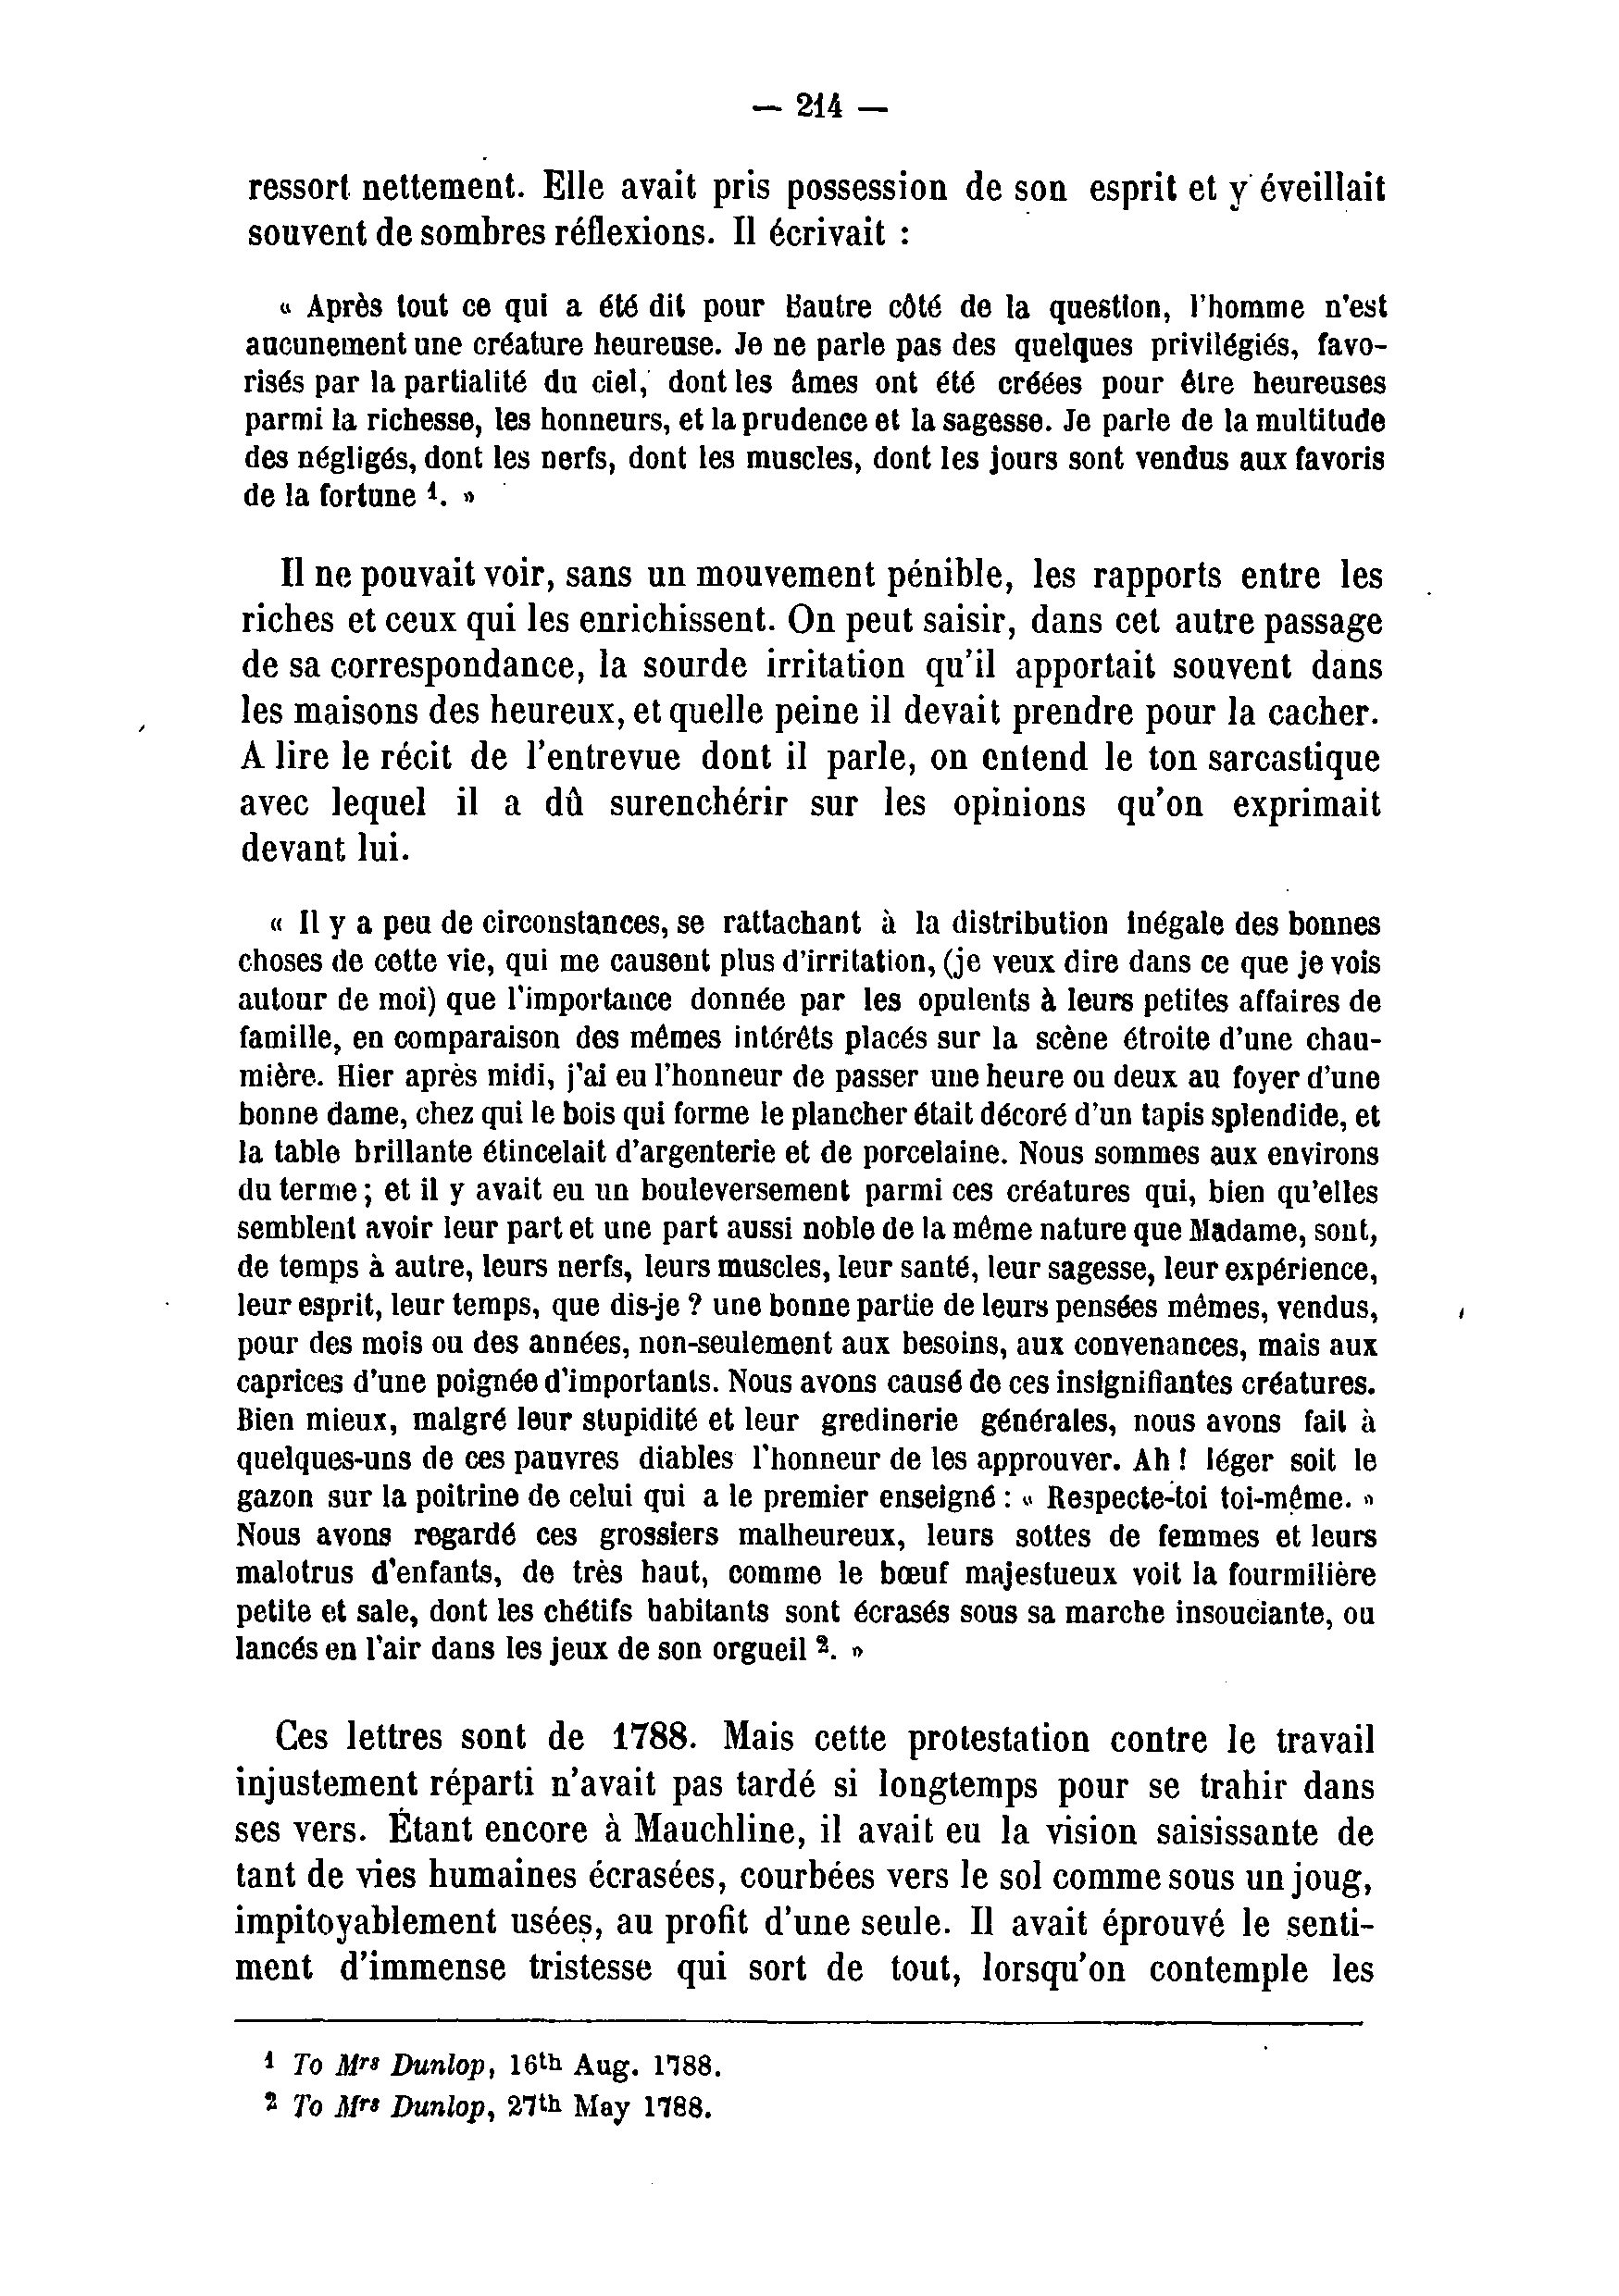 — 214 —
ressort nettement. Elle avait pris possession de son esprit et y éveillait
souvent de sombres réflexions. Il écrivait :
« Après tout ce qui a été dit pour Bautre côté de la question, l'homme n'est
aucunement une créature heureuse. Je ne parle pas des quelques privilégiés, favo-
risés par la partialité du ciel, dont les âmes ont été créées pour être heureuses
parmi la richesse, les honneurs, et la prudence et la sagesse. Je parle de la multitude
des négligés, dont les nerfs, dont les muscles, dont les jours sont vendus aux favoris
de la fortune 1. »
Il ne pouvait voir, sans un mouvement pénible, les rapports entre les
riches et ceux qui les enrichissent. On peut saisir, dans cet autre passage
de sa correspondance, la sourde irritation qu'il apportait souvent dans
les maisons des heureux, et quelle peine il devait prendre pour la cacher.
A lire le récit de l'entrevue dont il parle, on entend le ton sarcastique
avec lequel il a dû surenchérir sur les opinions qu'on exprimait
devant lui.
« Il y a peu de circonstances, se rattachant à la distribution inégale des bonnes
choses de cette vie, qui me causent plus d'irritation, (je veux dire dans ce que je vois
autour de moi) que l'importance donnée par les opulents à leurs petites affaires de
famille, en comparaison des mêmes intérêts placés sur la scène étroite d'une chau-
mière. Hier après midi, j'ai eu l'honneur de passer une heure ou deux au foyer d'une
bonne dame, chez qui le bois qui forme le plancher était décoré d'un tapis splendide, et
la table brillante étincelait d'argenterie et de porcelaine. Nous sommes aux environs
du terme ; et il y avait eu un bouleversement parmi ces créatures qui, bien qu'elles
semblent avoir leur part et une part aussi noble de la même nature que Madame, sont,
de temps à autre, leurs nerfs, leurs muscles, leur santé, leur sagesse, leur expérience,
leur esprit, leur temps, que dis-je ? une bonne partie de leurs pensées mêmes, vendus,
pour des mois ou des années, non-seulement aux besoins, aux convenances, mais aux
caprices d'une poignée d'importants. Nous avons causé de ces insignifiantes créatures.
Bien mieux, malgré leur stupidité et leur gredinerie générales, nous avons fait à
quelques-uns de ces pauvres diables l'honneur de les approuver. Ah ! léger soit le
gazon sur la poitrine de celui qui a le premier enseigné : « Respecte-toi toi-même. »
Nous avons regardé ces grossiers malheureux, leurs sottes de femmes et leurs
malotrus d'enfants, de très haut, comme le bœuf majestueux voit la fourmilière
petite et sale, dont les chétifs habitants sont écrasés sous sa marche insouciante, ou
lancés en l'air dans les jeux de son orgueil 2. »
Ces lettres sont de 1788. Mais cette protestation contre le travail
injustement réparti n'avait pas tardé si longtemps pour se trahir dans
ses vers. Étant encore à Mauchline, il avait eu la vision saisissante de
tant de vies humaines écrasées, courbées vers le sol comme sous un joug,
impitoyablement usées, au profit d'une seule. Il avait éprouvé le senti-
ment d'immense tristesse qui sort de tout, lorsqu'on contemple les
1 To Mrs Dunlop, 16th Aug. 1788.
2 To Mrs Dunlop, 27th May 1788.